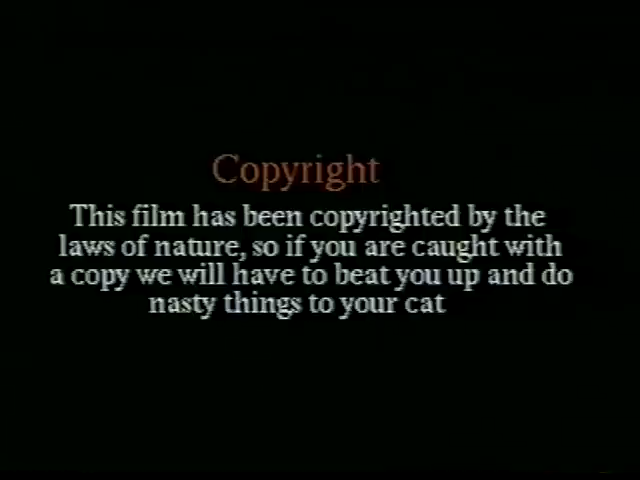 Copyright
This film has been copyrighted by the
laws of nature, so if you are caught with
a copy we will have to beat you up and do
nasty things to your cat